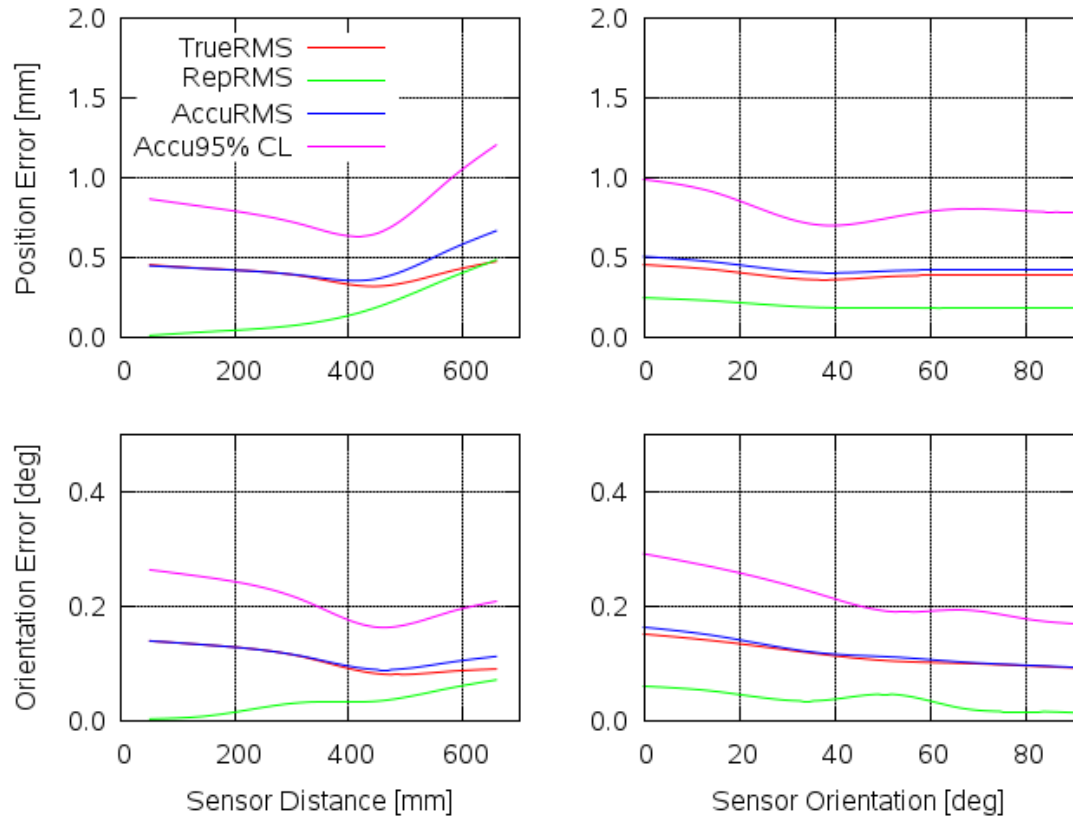 2.0
1.5
1.0
0.5
0.0
Position Error [mm]
TrueRMS
RepRMS
AccuRMS
Accu95% CL
0 200 400 600
2.0
1.5
1.0
0.5
0.0
0 20 40 60 80
0.4
0.2
0.0
Orientation Error [deg]
0 200 400 600
Sensor Distance [mm]
0.4
0.2
0.0
0 20 40 60 80
Sensor Orientation [deg]